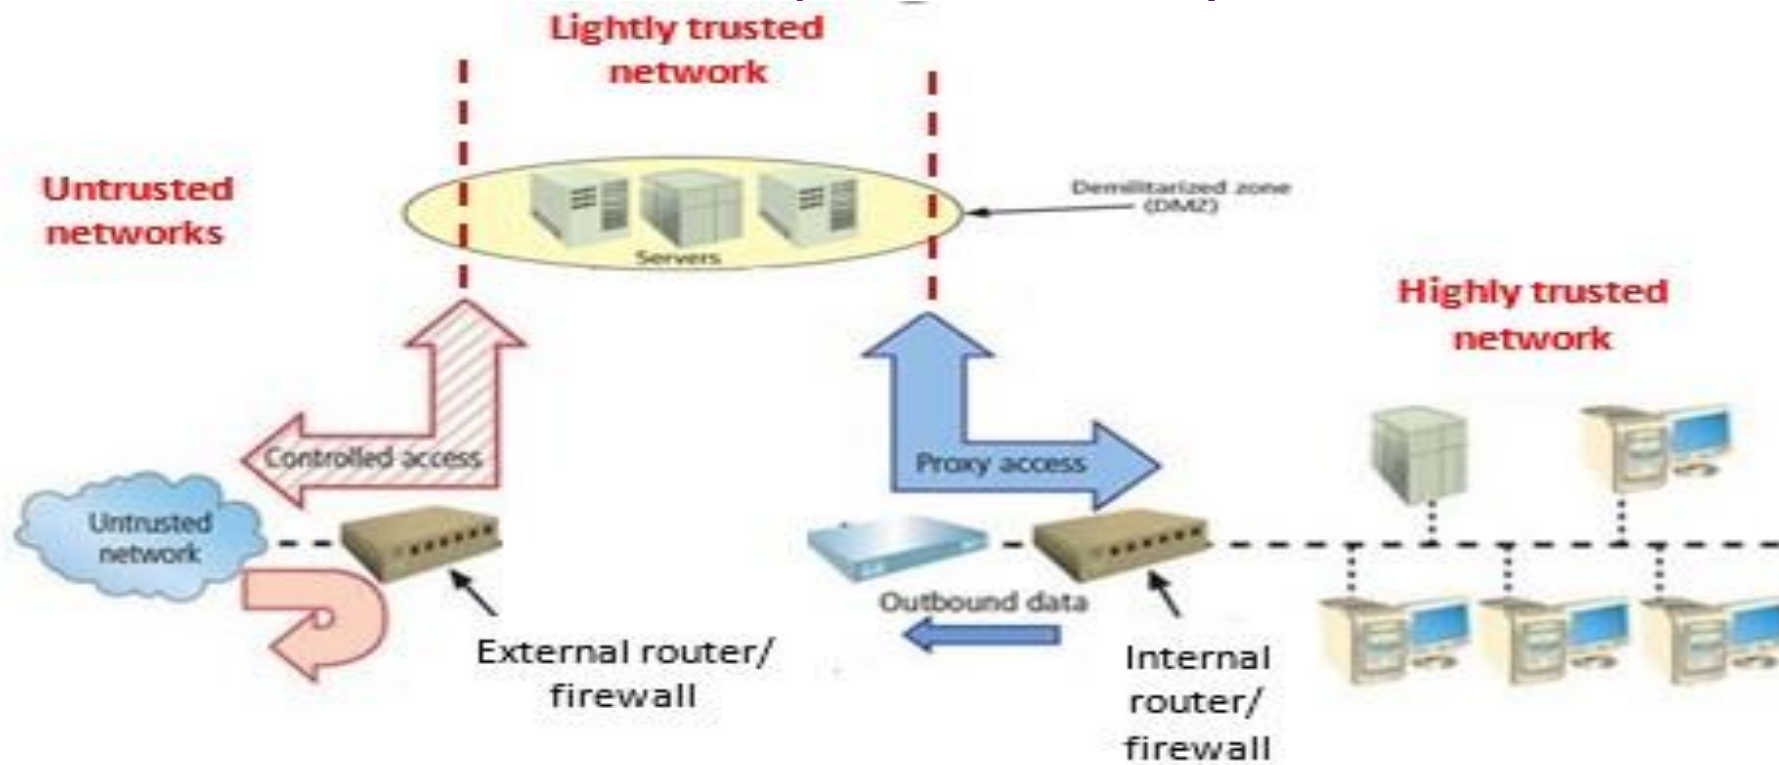 Lightly trusted
network
Untrusted
networks
Demilitarized zone
(DMZ)
Servers
Highly trusted
network
Controlled access
Proxy access
Untrusted
network
Outbound data
External router/
firewall
Internal
router/
firewall